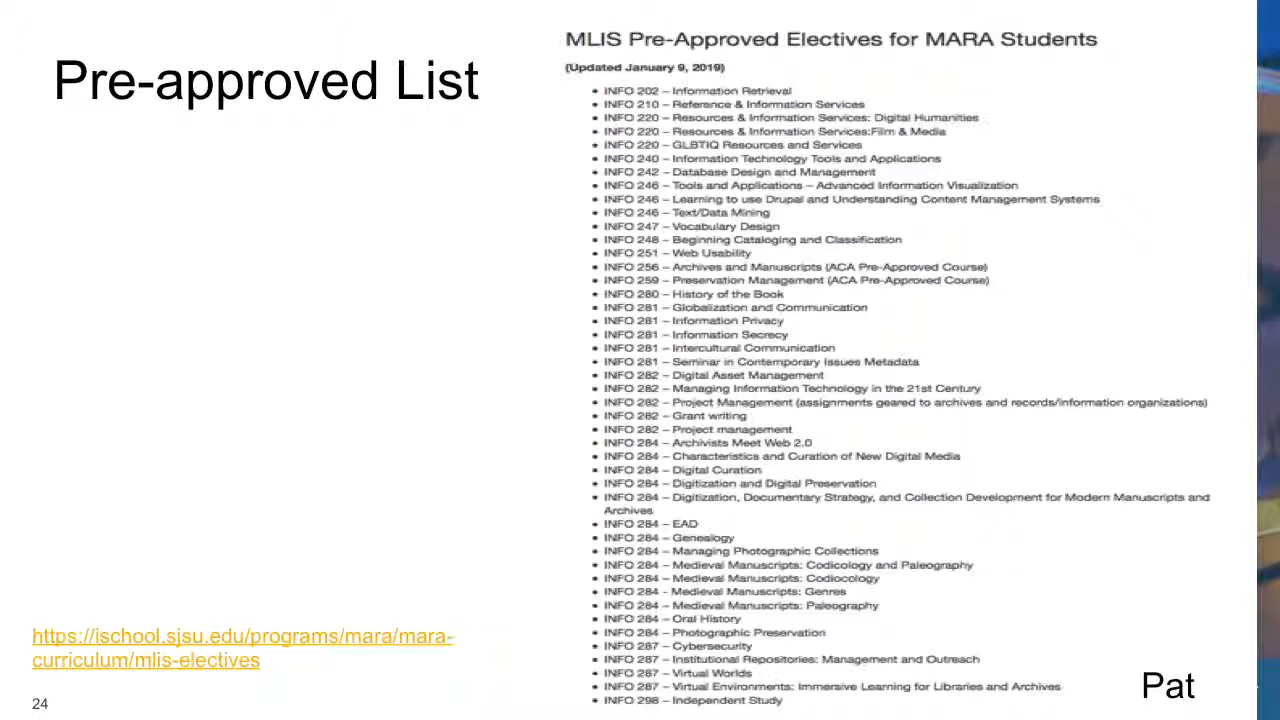 Pre-approved List
MLIS Pre-Approved Electives for MARA Students
(Updated January 9, 2019)
• INFO 202 – Information Retrieval
• INFO 210 – Reference & Information Services
• INFO 220 – Resources & Information Services: Digital Humanities
• INFO 220 – Resources & Information Services:Film & Media
• INFO 220 – GLBTIQ Resources and Services
• INFO 240 – Information Technology Tools and Applications
• INFO 242 – Database Design and Management
• INFO 246 – Tools and Applications – Advanced Information Visualization
• INFO 246 – Learning to use Drupal and Understanding Content Management Systems
• INFO 246 – Text/Data Mining
• INFO 247 – Vocabulary Design
• INFO 248 – Beginning Cataloging and Classification
• INFO 251 – Web Usability
• INFO 256 – Archives and Manuscripts (ACA Pre-Approved Course)
• INFO 259 – Preservation Management (ACA Pre-Approved Course)
• INFO 280 – History of the Book
• INFO 281 – Globalization and Communication
• INFO 281 – Information Privacy
• INFO 281 – Information Secrecy
• INFO 281 – Intercultural Communication
• INFO 281 – Seminar in Contemporary Issues Metadata
• INFO 282 – Digital Asset Management
• INFO 282 – Managing Information Technology in the 21st Century
• INFO 282 – Project Management (assignments geared to archives and records/information organizations)
• INFO 282 – Grant writing
• INFO 282 – Project management
• INFO 284 – Archivists Meet Web 2.0
• INFO 284 – Characteristics and Curation of New Digital Media
• INFO 284 – Digital Curation
• INFO 284 – Digitization and Digital Preservation
• INFO 284 – Digitization, Documentary Strategy, and Collection Development for Modern Manuscripts and
Archives
• INFO 284 – EAD
• INFO 284 – Genealogy
• INFO 284 – Managing Photographic Collections
• INFO 284 – Medieval Manuscripts: Codicology and Paleography
• INFO 284 – Medieval Manuscripts: Codiocology
• INFO 284 - Medieval Manuscripts: Genres
• INFO 284 – Medieval Manuscripts: Paleography
• INFO 284 – Oral History
• INFO 284 – Photographic Preservation
• INFO 287 – Cybersecurity
• INFO 287 – Institutional Repositories: Management and Outreach
• INFO 287 – Virtual Worlds
• INFO 287 – Virtual Environments: Immersive Learning for Libraries and Archives
• INFO 298 – Independent Study
https://ischool.sjsu.edu/programs/mara/mara-
curriculum/mlis-electives
24
Pat